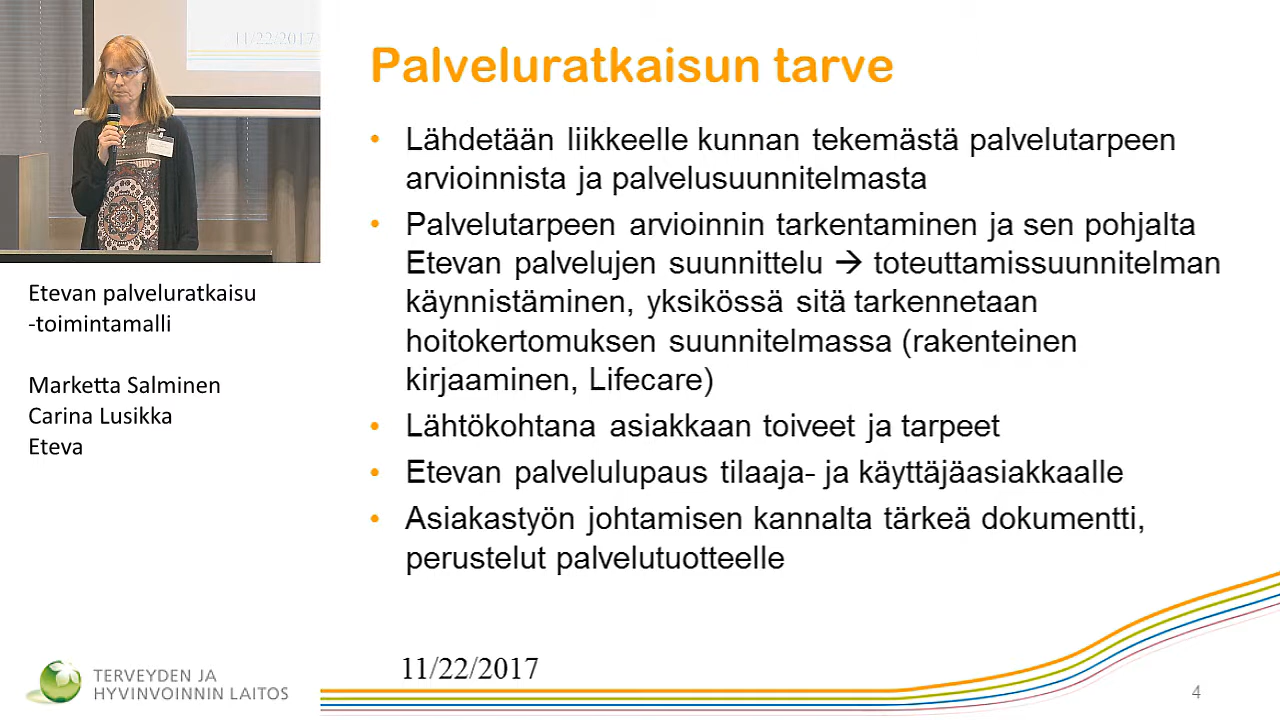 11/22/2017
Palveluratkaisun tarve
• Lähdetään liikkeelle kunnan tekemästä palvelutarpeen
arvioinnista ja palvelusuunnitelmasta
• Palvelutarpeen arvioinnin tarkentaminen ja sen pohjalta
Etevan palvelujen suunnittelu → toteuttamissuunnitelman
käynnistäminen, yksikössä sitä tarkennetaan
hoitokertomuksen suunnitelmassa (rakenteinen
kirjaaminen, Lifecare)
• Lähtökohtana asiakkaan toiveet ja tarpeet
• Etevan palvelulupaus tilaaja- ja käyttäjäasiakkaalle
• Asiakastyön johtamisen kannalta tärkeä dokumentti,
perustelut palvelutuotteelle
Etevan palveluratkaisu
-toimintamalli
Marketta Salminen
Carina Lusikka
Eteva
TERVEYDEN JA
HYVINVOINNIN LAITOS
11/22/2017
4